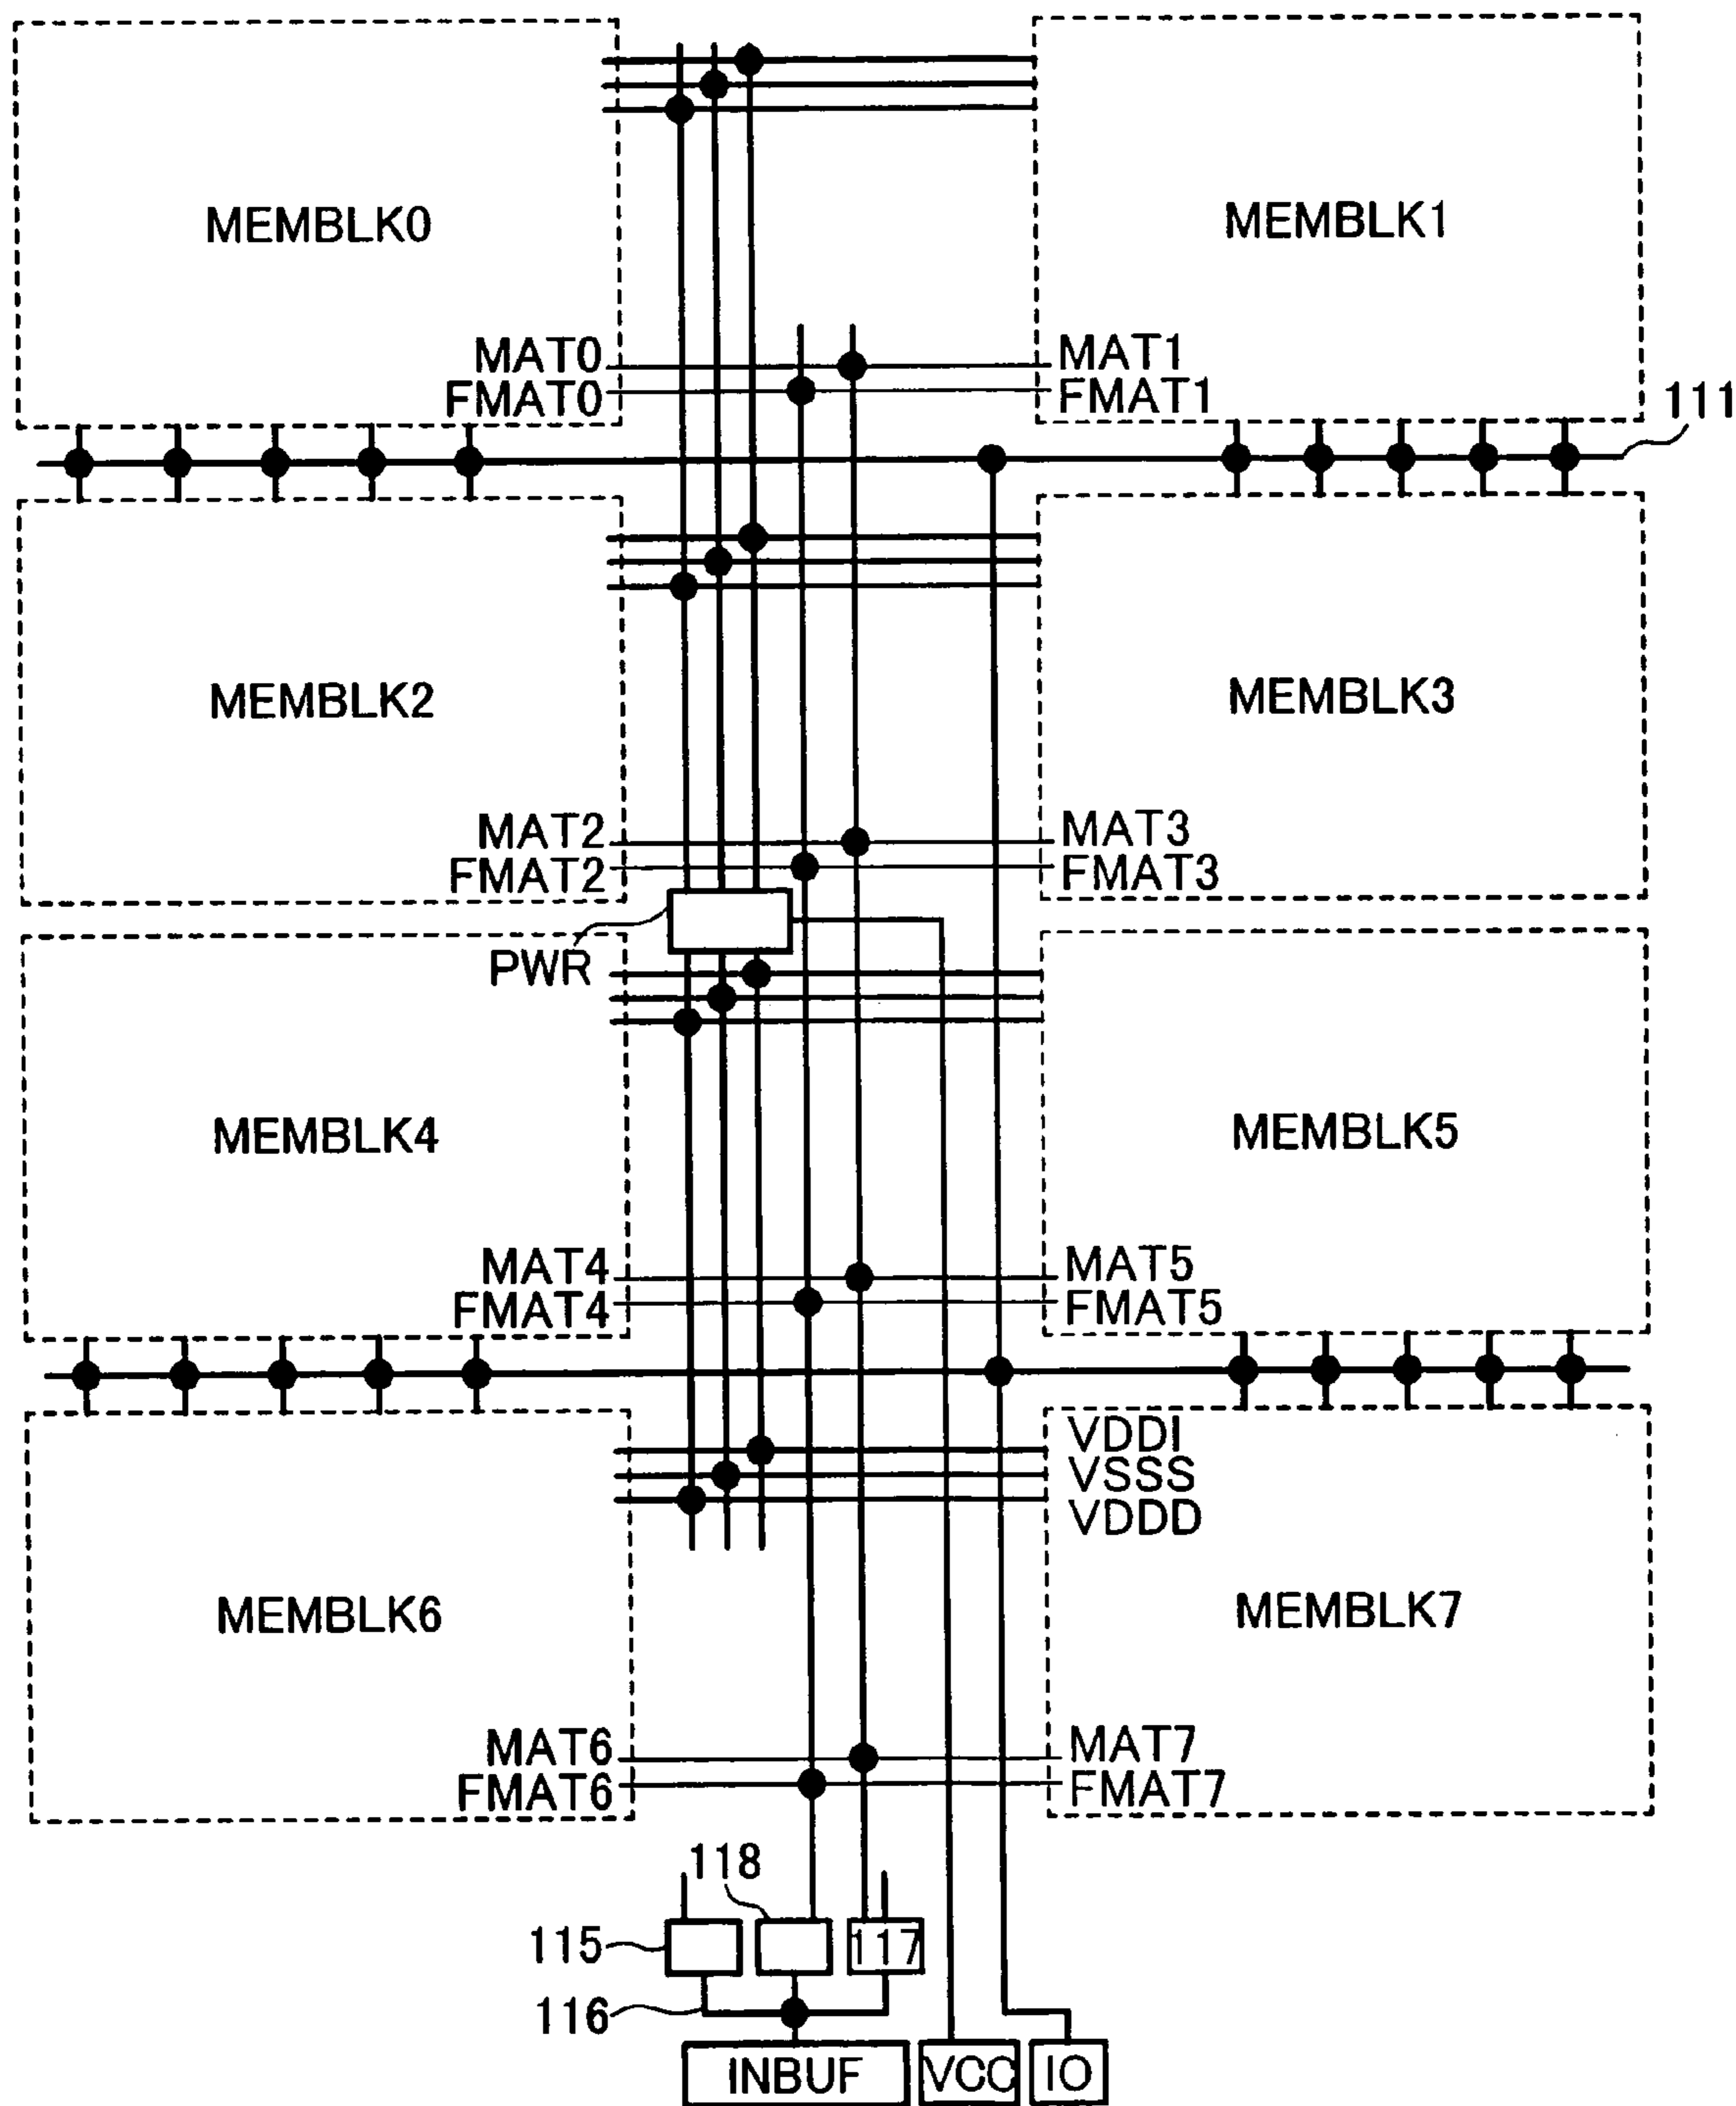 MEMBLK0
MEMBLK1
MAT0
MAT1
FMAT0
FMAT1
111
MEMBLK2
MEMBLK3
MAT2
MAT3
FMAT2
FMAT3
PWR
MEMBLK4
MEMBLK5
MAT4
MAT5
FMAT4
FMAT5
VDDI
VSSS
VDDD
MEMBLK6
MEMBLK7
MAT6
MAT7
FMAT6
FMAT7
118
115
117
116
INBUF
VCC
IO